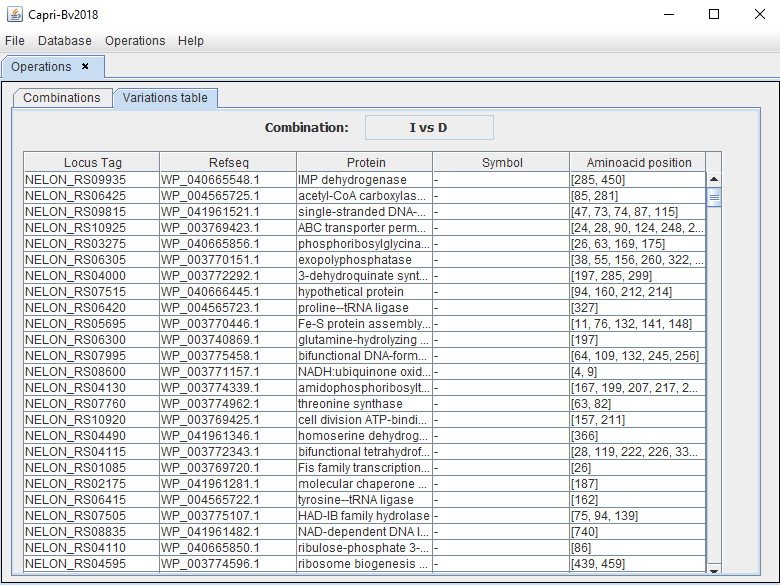 Capri-Bv2018
File Database Operations Help
Operations ×
Combinations Variations table
Combination: I vs D
Locus Tag Refseq Protein Symbol Aminoacid position
NELON_RS09935 WP_040665548.1 IMP dehydrogenase - [285, 450]
NELON_RS06425 WP_004565725.1 acetyl-CoA carboxylas... - [85, 281]
NELON_RS09815 WP_041961521.1 single-stranded DNA-... - [47, 73, 74, 87, 115]
NELON_RS10925 WP_003769423.1 ABC transporter perm... - [24, 28, 90, 124, 248, 2...
NELON_RS03275 WP_040665856.1 phosphoribosylglycina... - [26, 63, 169, 175]
NELON_RS06305 WP_003770151.1 exopolyphosphatase - [38, 55, 156, 260, 322, ...
NELON_RS04000 WP_003772292.1 3-dehydroquinate synt... - [197, 285, 299]
NELON_RS07515 WP_040666445.1 hypothetical protein - [94, 160, 212, 214]
NELON_RS06420 WP_004565723.1 proline--tRNA ligase - [327]
NELON_RS05695 WP_003770446.1 Fe-S protein assembly... - [11, 76, 132, 141, 148]
NELON_RS06300 WP_003740869.1 glutamine-hydrolyzing ... - [197]
NELON_RS07995 WP_003775458.1 bifunctional DNA-form... - [64, 109, 132, 245, 256]
NELON_RS08600 WP_003771157.1 NADH:ubiquinone oxid... - [4, 9]
NELON_RS04130 WP_003774339.1 amidophosphoribosylt... - [167, 199, 207, 217, 2...
NELON_RS07760 WP_003774962.1 threonine synthase - [63, 82]
NELON_RS10920 WP_003769425.1 cell division ATP-bindi... - [157, 211]
NELON_RS04490 WP_041961346.1 homoserine dehydrog... - [366]
NELON_RS04115 WP_003772343.1 bifunctional tetrahydrof... - [28, 119, 222, 226, 33...
NELON_RS01085 WP_003769720.1 Fis family transcription... - [26]
NELON_RS02175 WP_041961281.1 molecular chaperone ... - [187]
NELON_RS06415 WP_004565722.1 tyrosine--tRNA ligase - [162]
NELON_RS07505 WP_003775107.1 HAD-IB family hydrolase - [75, 94, 139]
NELON_RS08835 WP_041961482.1 NAD-dependent DNA l... - [740]
NELON_RS04110 WP_040665850.1 ribulose-phosphate 3-... - [86]
NELON_RS04595 WP_003774596.1 ribosome biogenesis ... - [439, 459]